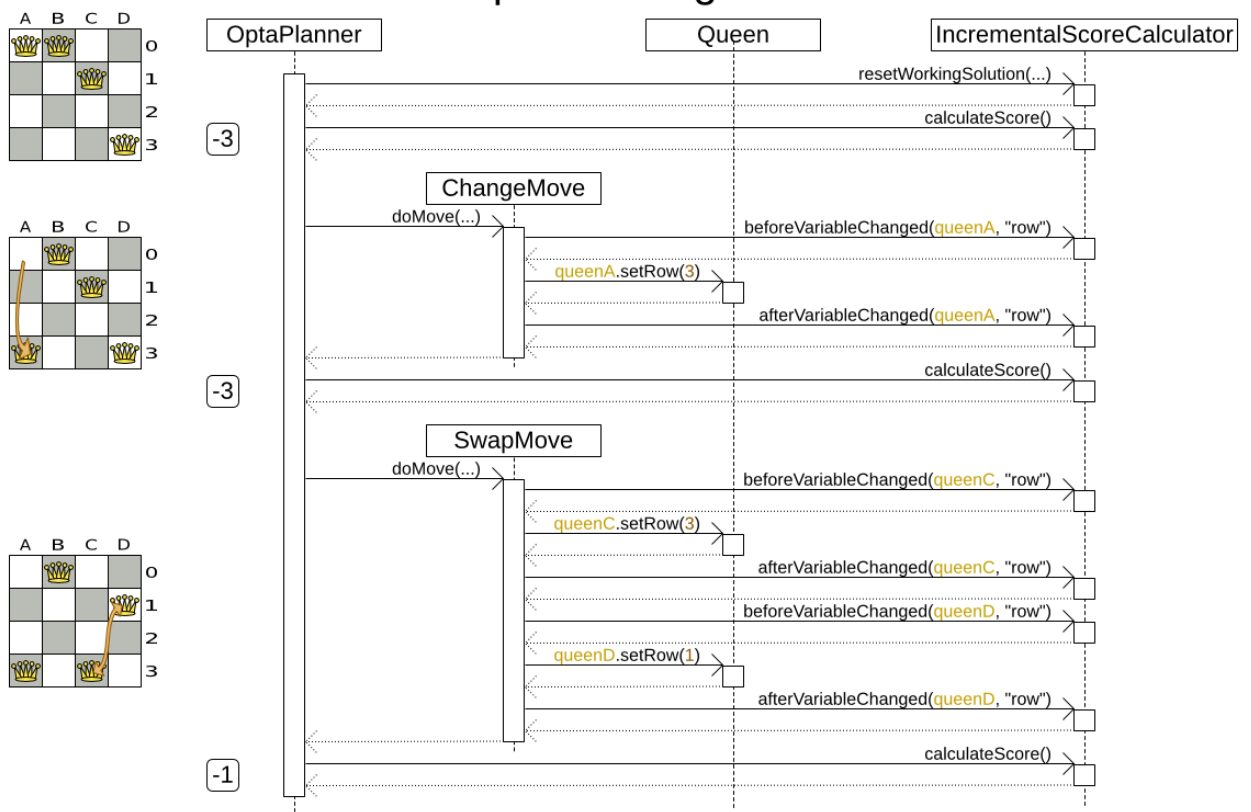 A B C D
0
1
2
3
OptaPlanner
Queen
IncrementalScoreCalculator
resetWorkingSolution(...)
calculateScore()
-3
ChangeMove
A B C D
0
1
2
3
doMove(...)
beforeVariableChanged(queenA, "row")
queenA.setRow(3)
afterVariableChanged(queenA, "row")
calculateScore()
-3
SwapMove
doMove(...)
beforeVariableChanged(queenC, "row")
queenC.setRow(3)
A B C D
0
1
2
3
afterVariableChanged(queenC, "row")
beforeVariableChanged(queenD, "row")
queenD.setRow(1)
afterVariableChanged(queenD, "row")
calculateScore()
-1